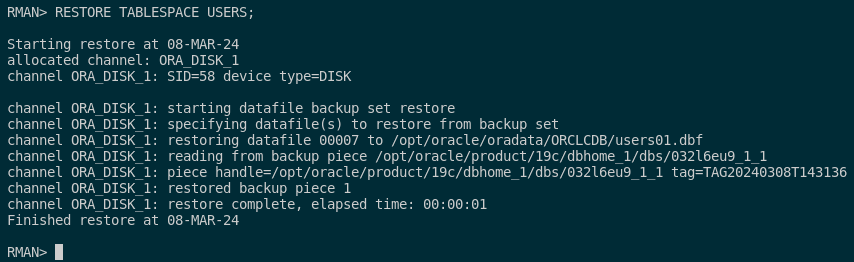 RMAN> RESTORE TABLESPACE USERS;
Starting restore at 08-MAR-24
allocated channel: ORA_DISK_1
channel ORA_DISK_1: SID=58 device type=DISK
channel ORA_DISK_1: starting datafile backup set restore
channel ORA_DISK_1: specifying datafile(s) to restore from backup set
channel ORA_DISK_1: restoring datafile 00007 to /opt/oracle/oradata/ORCLCDB/users01.dbf
channel ORA_DISK_1: reading from backup piece /opt/oracle/product/19c/dbhome_1/dbs/032l6eu9_1_1
channel ORA_DISK_1: piece handle=/opt/oracle/product/19c/dbhome_1/dbs/032l6eu9_1_1 tag=TAG20240308T143136
channel ORA_DISK_1: restored backup piece 1
channel ORA_DISK_1: restore complete, elapsed time: 00:00:01
Finished restore at 08-MAR-24
RMAN>